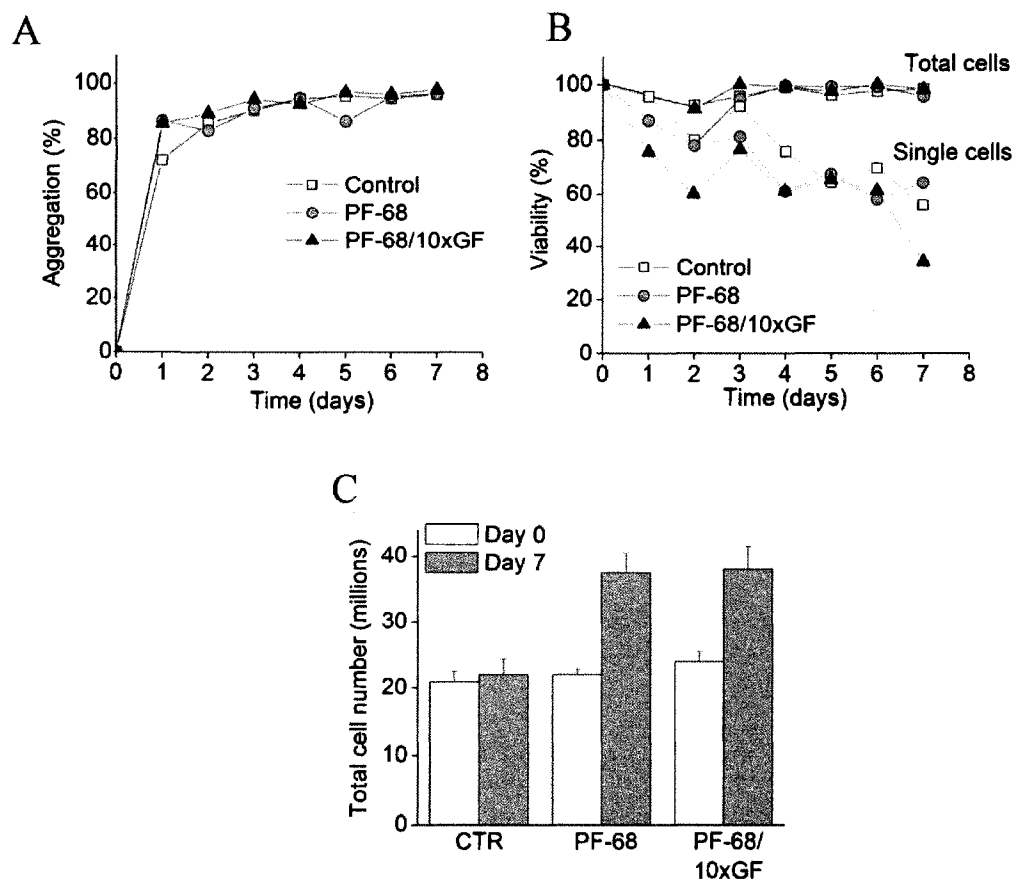 A
Aggregation (%)
100
80
60
40
20
0
0 1 2 3 4 5 6 7 8
Time (days)
Control
PF-68
PF-68/10xGF
B
Viability (%)
100
80
60
40
20
0
0 1 2 3 4 5 6 7 8
Time (days)
Total cells
Single cells
Control
PF-68
PF-68/10xGF
C
Total cell number (millions)
40
30
20
10
0
Day 0
Day 7
CTR
PF-68
PF-68/
10xGF